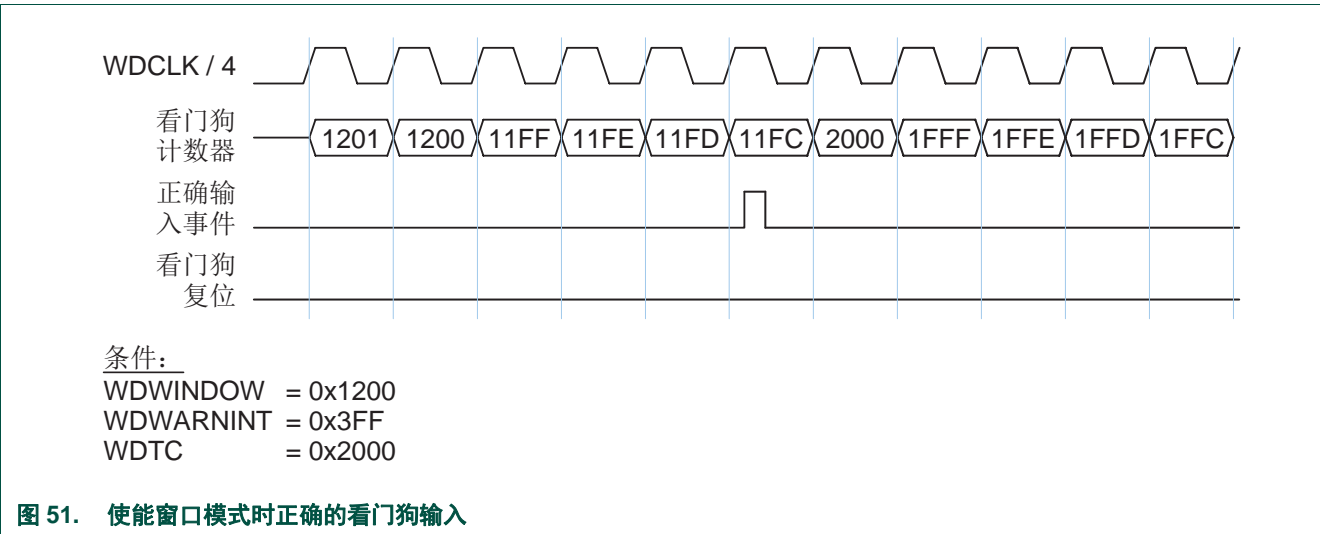 WDCLK / 4
看门狗
计数器
1201 1200 11FF 11FE 11FD 11FC 2000 1FFF 1FFE 1FFD 1FFC
正确输
入事件
看门狗
复位
条件：
WDWINDOW = 0x1200
WDWARNINT = 0x3FF
WDTC = 0x2000
图 51. 使能窗口模式时正确的看门狗输入